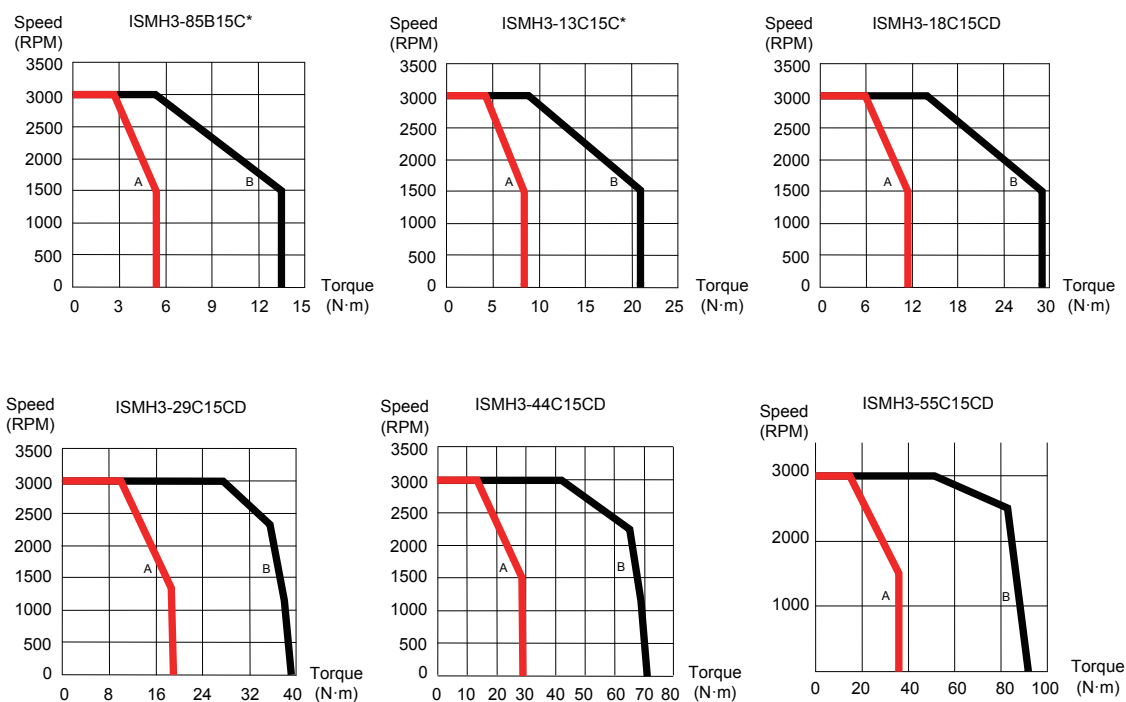 Speed
(RPM)
ISMH3-85B15C*
3500
3000
2500
2000
1500
1000
500
0
A
B
Torque
(N·m)
0 3 6 9 12 15
Speed
(RPM)
ISMH3-13C15C*
3500
3000
2500
2000
1500
1000
500
0
A
B
Torque
(N·m)
0 5 10 15 20 25
Speed
(RPM)
ISMH3-18C15CD
3500
3000
2500
2000
1500
1000
500
0
A
B
Torque
(N·m)
0 6 12 18 24 30
Speed
(RPM)
ISMH3-29C15CD
3500
3000
2500
2000
1500
1000
500
0
A
B
Torque
(N·m)
0 8 16 24 32 40
Speed
(RPM)
ISMH3-44C15CD
3500
3000
2500
2000
1500
1000
500
0
A
B
Torque
(N·m)
0 10 20 30 40 50 60 70 80
Speed
(RPM)
ISMH3-55C15CD
3000
2000
1000
A
B
Torque
(N·m)
0 20 40 60 80 100